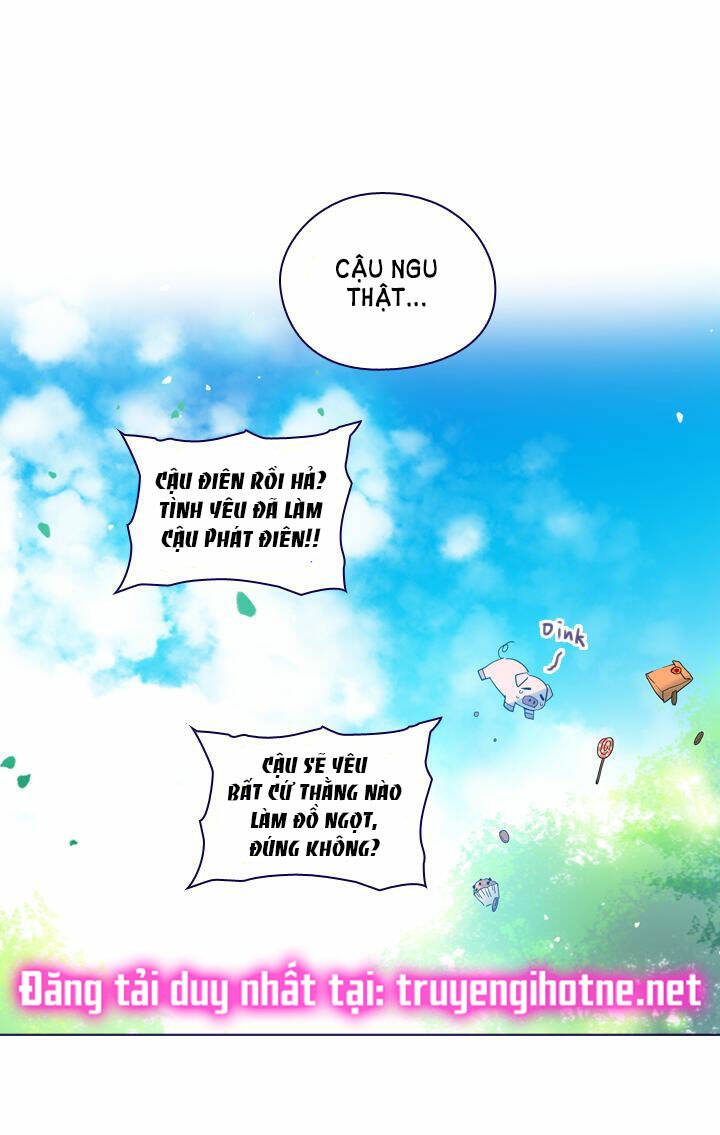 CẬU NGU
THẬT...
CẬU ĐIÊN RỒI HẢ?
TÌNH YÊU ĐÃ LÀM
CẬU PHÁT ĐIÊN!!
Oink
CẬU SẼ YÊU
BẤT CỨ THẰNG NÀO
LÀM ĐỒ NGỌT,
ĐÚNG KHÔNG?
Đăng tải duy nhất tại: truyengihotne.net